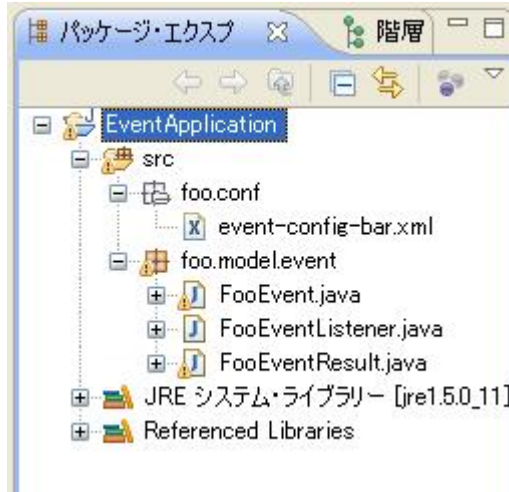 パッケージ・エクスプ 階層
EventApplication
src
foo.conf
event-config-bar.xml
foo.model.event
FooEvent.java
FooEventListener.java
FooEventResult.java
JRE システム・ライブラリー [jre1.5.0_11]
Referenced Libraries